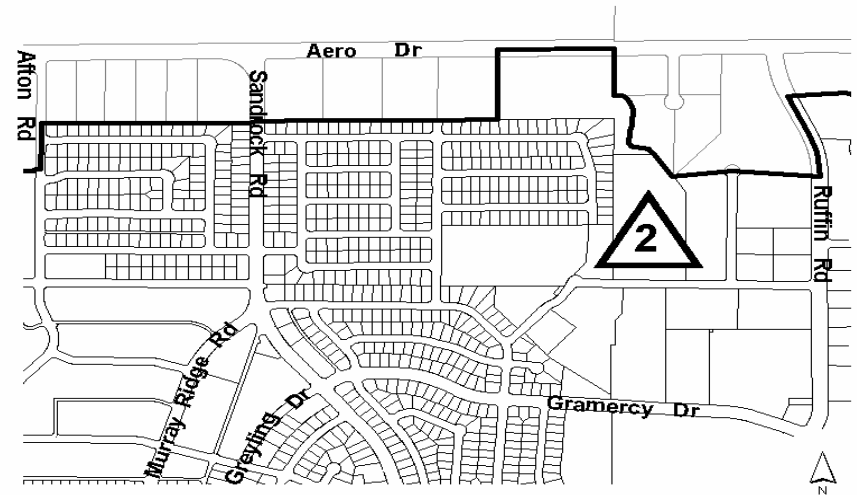 Aero Dr
Afton Rd
Sandrock Rd
Ruffin Rd
2
Murray Ridge Rd
Greyling Dr
Gramercy Dr
N